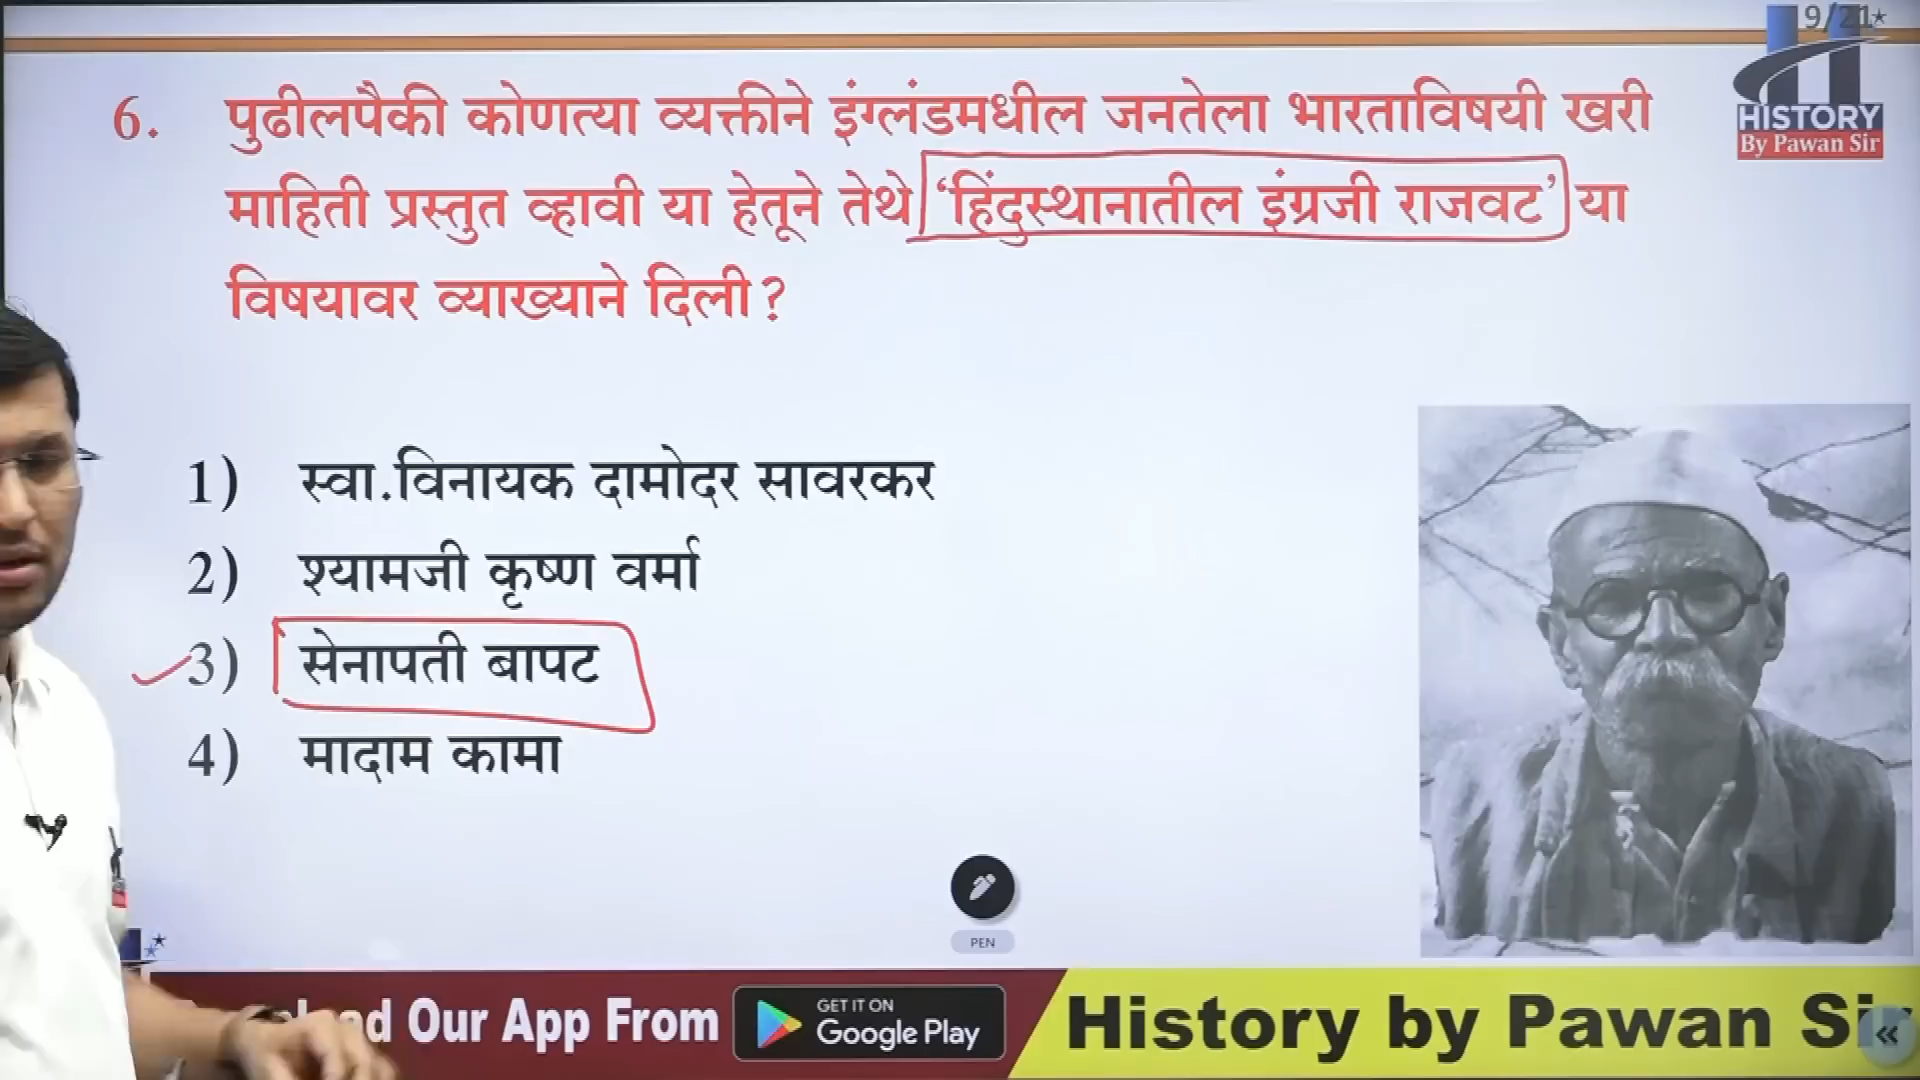 9/21
HISTORY
By Pawan Sir
6. पुढीलपैकी कोणत्या व्यक्तीने इंग्लंडमधील जनतेला भारताविषयी खरी
माहिती प्रस्तुत व्हावी या हेतूने तेथे 'हिंदुस्थानातील इंग्रजी राजवट' या
विषयावर व्याख्याने दिली?
1) स्वा.विनायक दामोदर सावरकर
2) श्यामजी कृष्ण वर्मा
3) सेनापती बापट
4) मादाम कामा
PEN
Our App From
GET IT ON
Google Play
History by Pawan
«